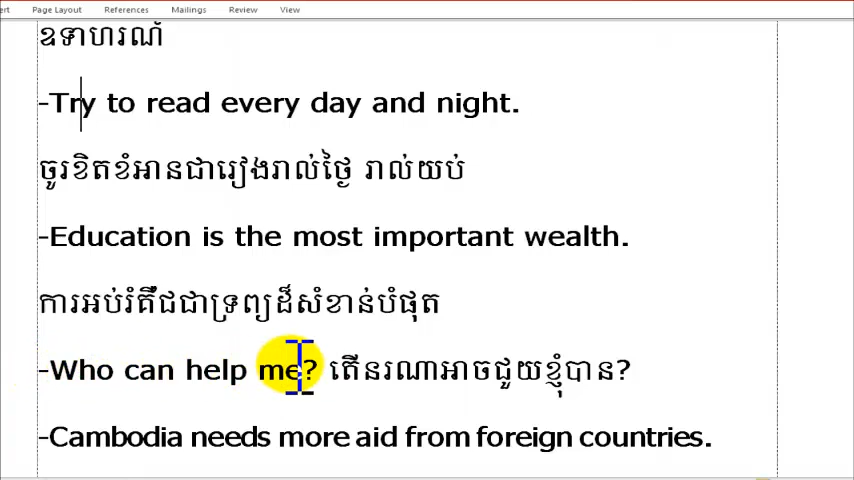 ert Page Layout References Mailings Review View
ឧទាហរណ៍
-Try to read every day and night.
ចូរខិតខំអានជារៀងរាល់ថ្ងៃ រាល់យប់
-Education is the most important wealth.
ការអប់រំគឺជជាទ្រព្យដ៏សំខាន់បំផុត
-Who can help me? តើនរណាអាចជួយខ្ញុំបាន?
-Cambodia needs more aid from foreign countries.